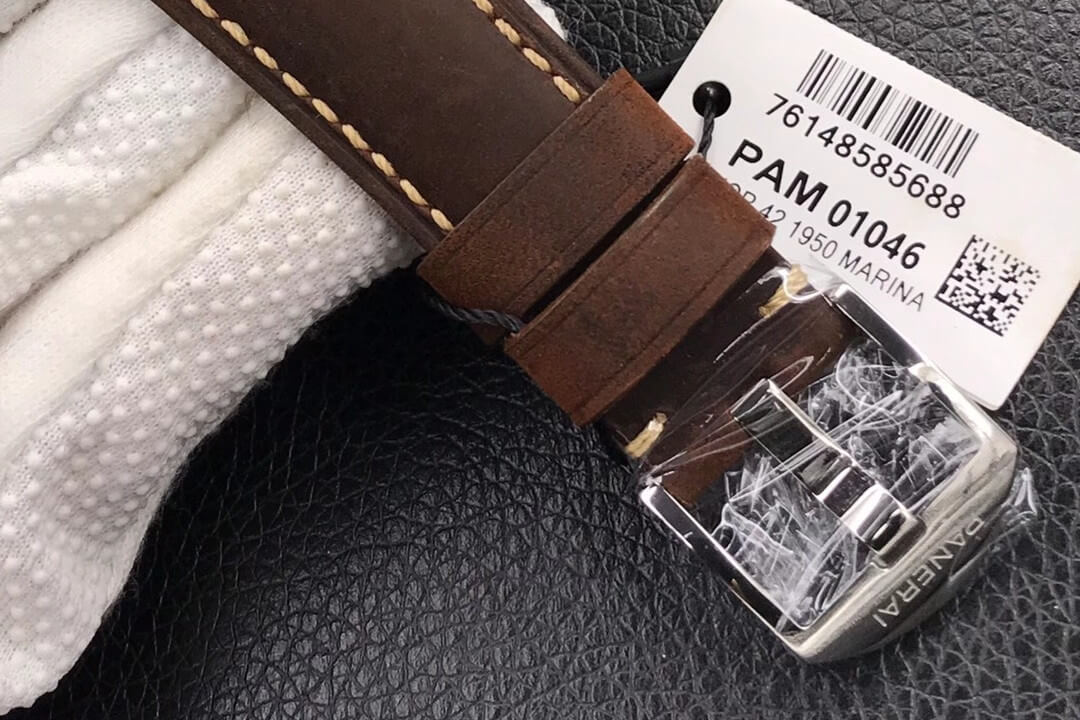 76148585688
PAM 01046
42 1950 MARINA
PANERAI